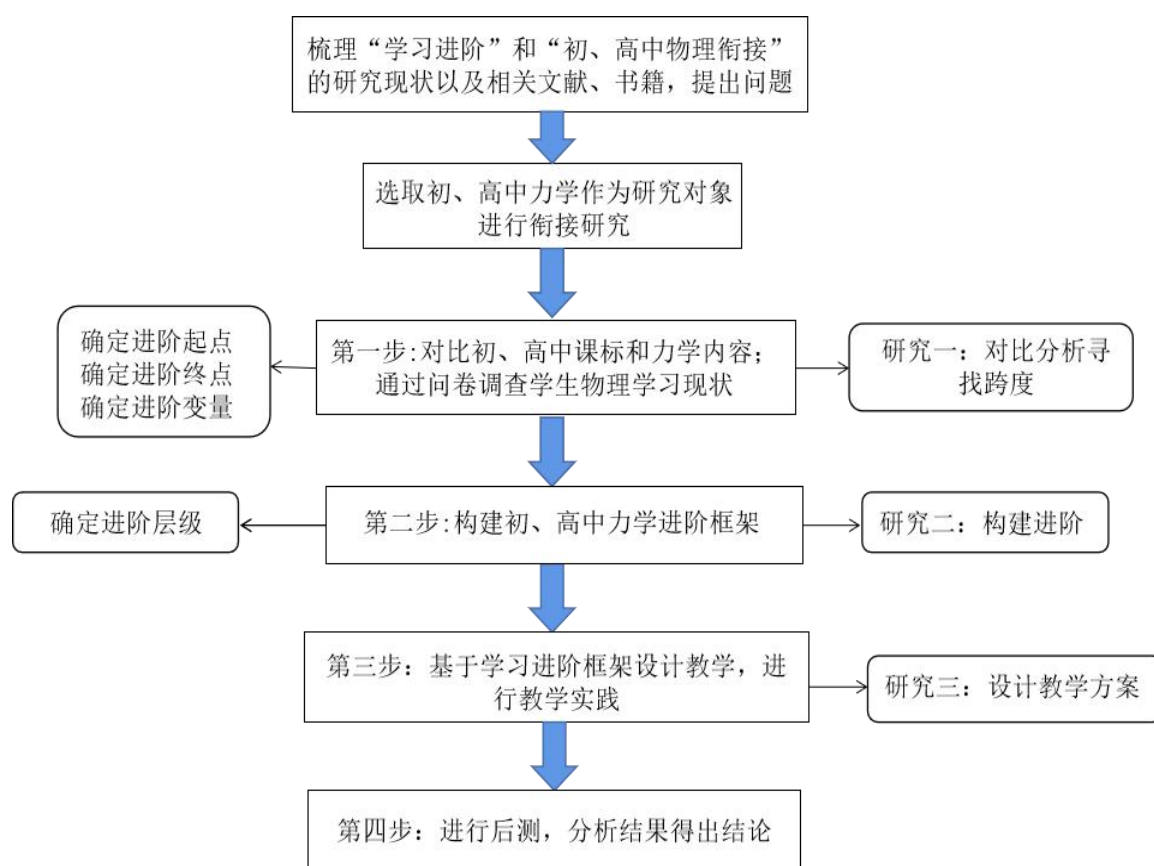 梳理“学习进阶”和“初、高中物理衔接”
的研究现状以及相关文献、书籍，提出问题
选取初、高中力学作为研究对象
进行衔接研究
确定进阶起点
确定进阶终点
确定进阶变量
第一步:对比初、高中课标和力学内容；
通过问卷调查学生物理学习现状
研究一：对比分析寻
找跨度
确定进阶层级
第二步:构建初、高中力学进阶框架
研究二：构建进阶
第三步：基于学习进阶框架设计教学，进
行教学实践
研究三：设计教学方案
第四步：进行后测，分析结果得出结论